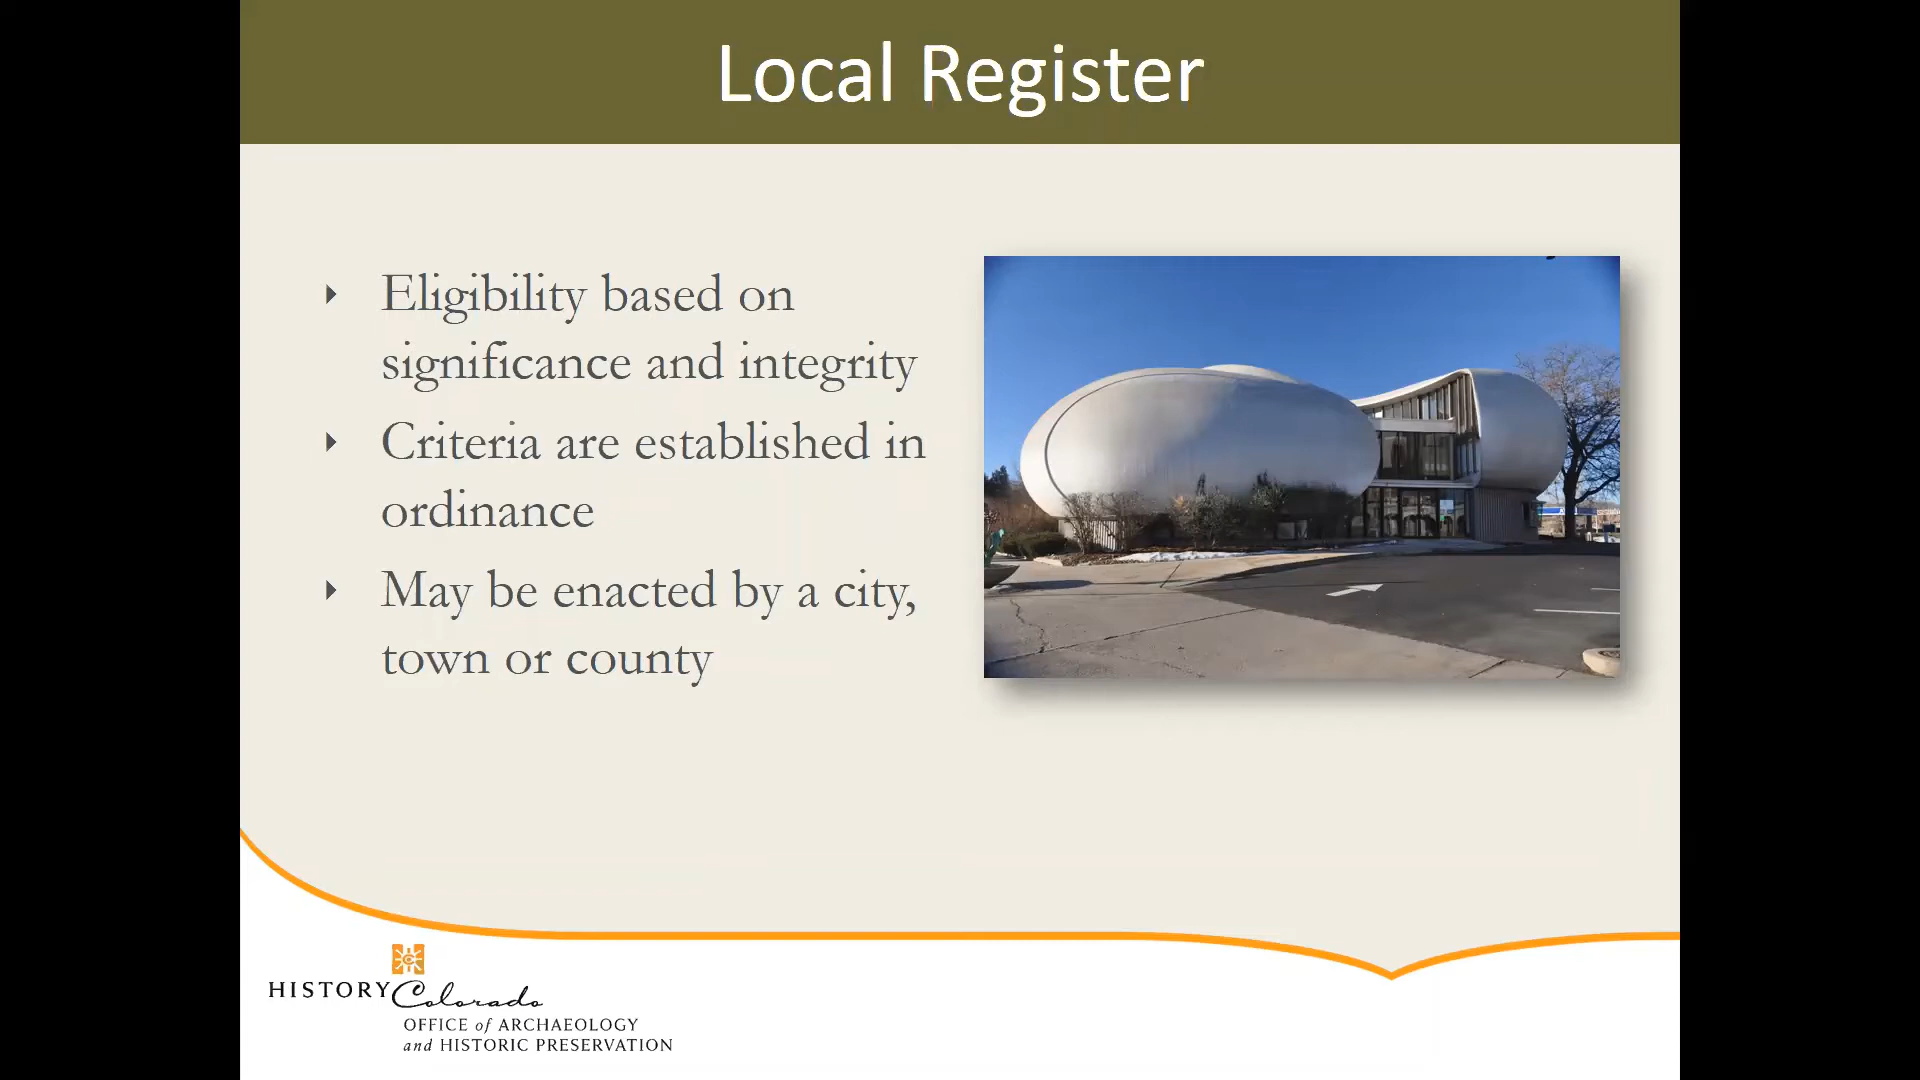 Local Register
Eligibility based on
significance and integrity
Criteria are established in
ordinance
May be enacted by a city,
town or county
HISTORY Colorado
OFFICE of ARCHAEOLOGY
and HISTORIC PRESERVATION